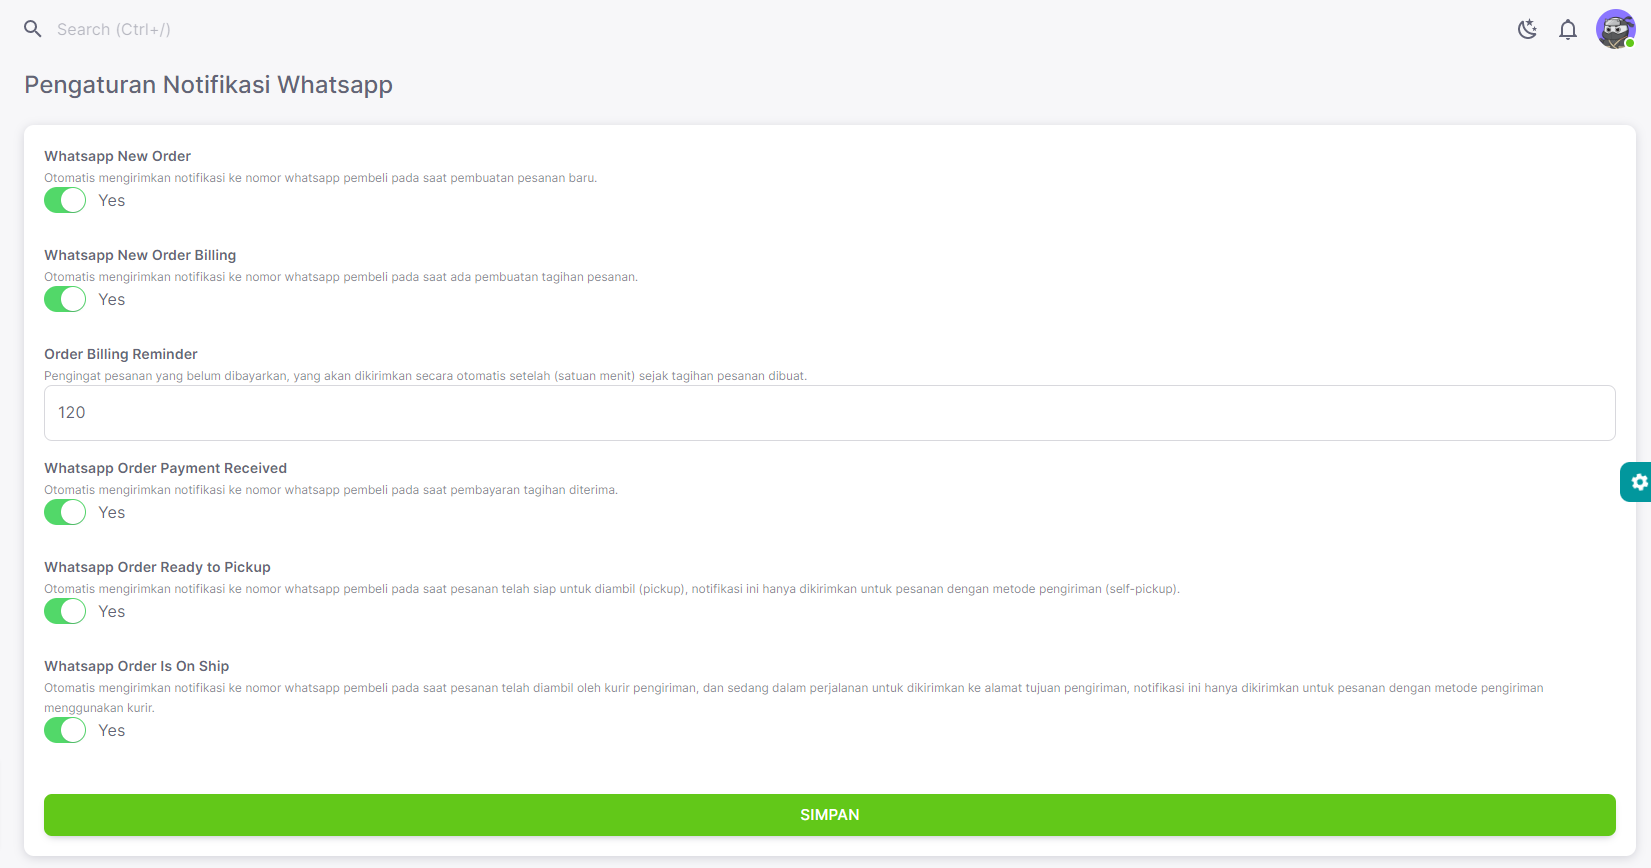 Search (Ctrl+/)
Pengaturan Notifikasi Whatsapp
Whatsapp New Order
Otomatis mengirimkan notifikasi ke nomor whatsapp pembeli pada saat pembuatan pesanan baru.
Yes
Whatsapp New Order Billing
Otomatis mengirimkan notifikasi ke nomor whatsapp pembeli pada saat ada pembuatan tagihan pesanan.
Yes
Order Billing Reminder
Pengingat pesanan yang belum dibayarkan, yang akan dikirimkan secara otomatis setelah (satuan menit) sejak tagihan pesanan dibuat.
120
Whatsapp Order Payment Received
Otomatis mengirimkan notifikasi ke nomor whatsapp pembeli pada saat pembayaran tagihan diterima.
Yes
Whatsapp Order Ready to Pickup
Otomatis mengirimkan notifikasi ke nomor whatsapp pembeli pada saat pesanan telah siap untuk diambil (pickup), notifikasi ini hanya dikirimkan untuk pesanan dengan metode pengiriman (self-pickup).
Yes
Whatsapp Order Is On Ship
Otomatis mengirimkan notifikasi ke nomor whatsapp pembeli pada saat pesanan telah diambil oleh kurir pengiriman, dan sedang dalam perjalanan untuk dikirimkan ke alamat tujuan pengiriman, notifikasi ini hanya dikirimkan untuk pesanan dengan metode pengiriman
menggunakan kurir.
Yes
SIMPAN